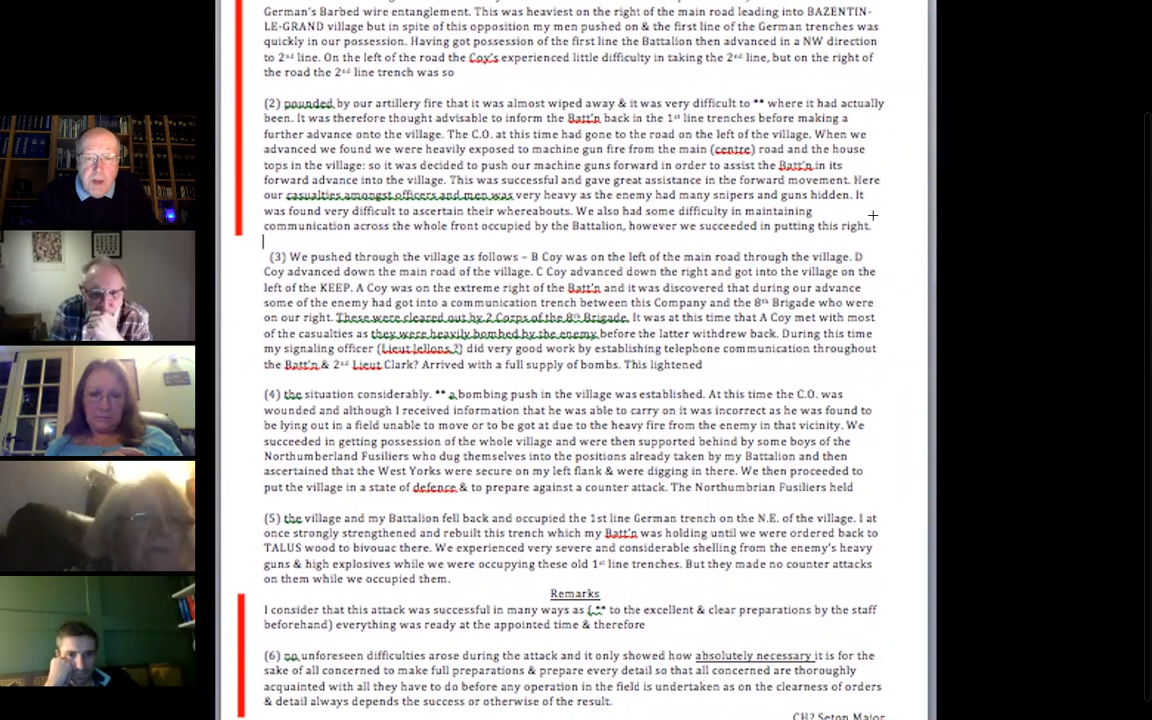 German's Barbed wire entanglement. This was heaviest on the right of the main road leading into BAZENTIN-
LE-GRAND village but in spite of this opposition my men pushed on & the first line of the German trenches was
quickly in our possession. Having got possession of the first line the Battalion then advanced in a NW direction
to 2nd line. On the left of the road the Coy's experienced little difficulty in taking the 2nd line, but on the right of
the road the 2nd line trench was so
(2) pounded by our artillery fire that it was almost wiped away & it was very difficult to ** where it had actually
been. It was therefore thought advisable to inform the Batt'n back in the 1st line trenches before making a
further advance onto the village. The C.O. at this time had gone to the road on the left of the village. When we
advanced we found we were heavily exposed to machine gun fire from the main (centre) road and the house
tops in the village: so it was decided to push our machine guns forward in order to assist the Batt'n in its
forward advance into the village. This was successful and gave great assistance in the forward movement. Here
our casualties amongst officers and men was very heavy as the enemy had many snipers and guns hidden. It
was found very difficult to ascertain their whereabouts. We also had some difficulty in maintaining
communication across the whole front occupied by the Battalion, however we succeeded in putting this right.
(3) We pushed through the village as follows – B Coy was on the left of the main road through the village. D
Coy advanced down the main road of the village. C Coy advanced down the right and got into the village on the
left of the KEEP. A Coy was on the extreme right of the Batt'n and it was discovered that during our advance
some of the enemy had got into a communication trench between this Company and the 8th Brigade who were
on our right. These were cleared out by 2 Corps of the 8th Brigade. It was at this time that A Coy met with most
of the casualties as they were heavily bombed by the enemy before the latter withdrew back. During this time
my signaling officer (Lieut Jellons ?) did very good work by establishing telephone communication throughout
the Batt'n & 2nd Lieut Clark? Arrived with a full supply of bombs. This lightened
(4) the situation considerably. ** a bombing push in the village was established. At this time the C.O. was
wounded and although I received information that he was able to carry on it was incorrect as he was found to
be lying out in a field unable to move or to be got at due to the heavy fire from the enemy in that vicinity. We
succeeded in getting possession of the whole village and were then supported behind by some boys of the
Northumberland Fusiliers who dug themselves into the positions already taken by my Battalion and then
ascertained that the West Yorks were secure on my left flank & were digging in there. We then proceeded to
put the village in a state of defence & to prepare against a counter attack. The Northumbrian Fusiliers held
(5) the village and my Battalion fell back and occupied the 1st line German trench on the N.E. of the village. I at
once strongly strengthened and rebuilt this trench which my Batt'n was holding until we were ordered back to
TALUS wood to bivouac there. We experienced very severe and considerable shelling from the enemy's heavy
guns & high explosives while we were occupying these old 1st line trenches. But they made no counter attacks
on them while we occupied them.
Remarks
I consider that this attack was successful in many ways as (** to the excellent & clear preparations by the staff
beforehand) everything was ready at the appointed time & therefore
(6) no unforeseen difficulties arose during the attack and it only showed how absolutely necessary it is for the
sake of all concerned to make full preparations & prepare every detail so that all concerned are thoroughly
acquainted with all they have to do before any operation in the field is undertaken as on the clearness of orders
& detail always depends the success or otherwise of the result.
CH? Seton Major